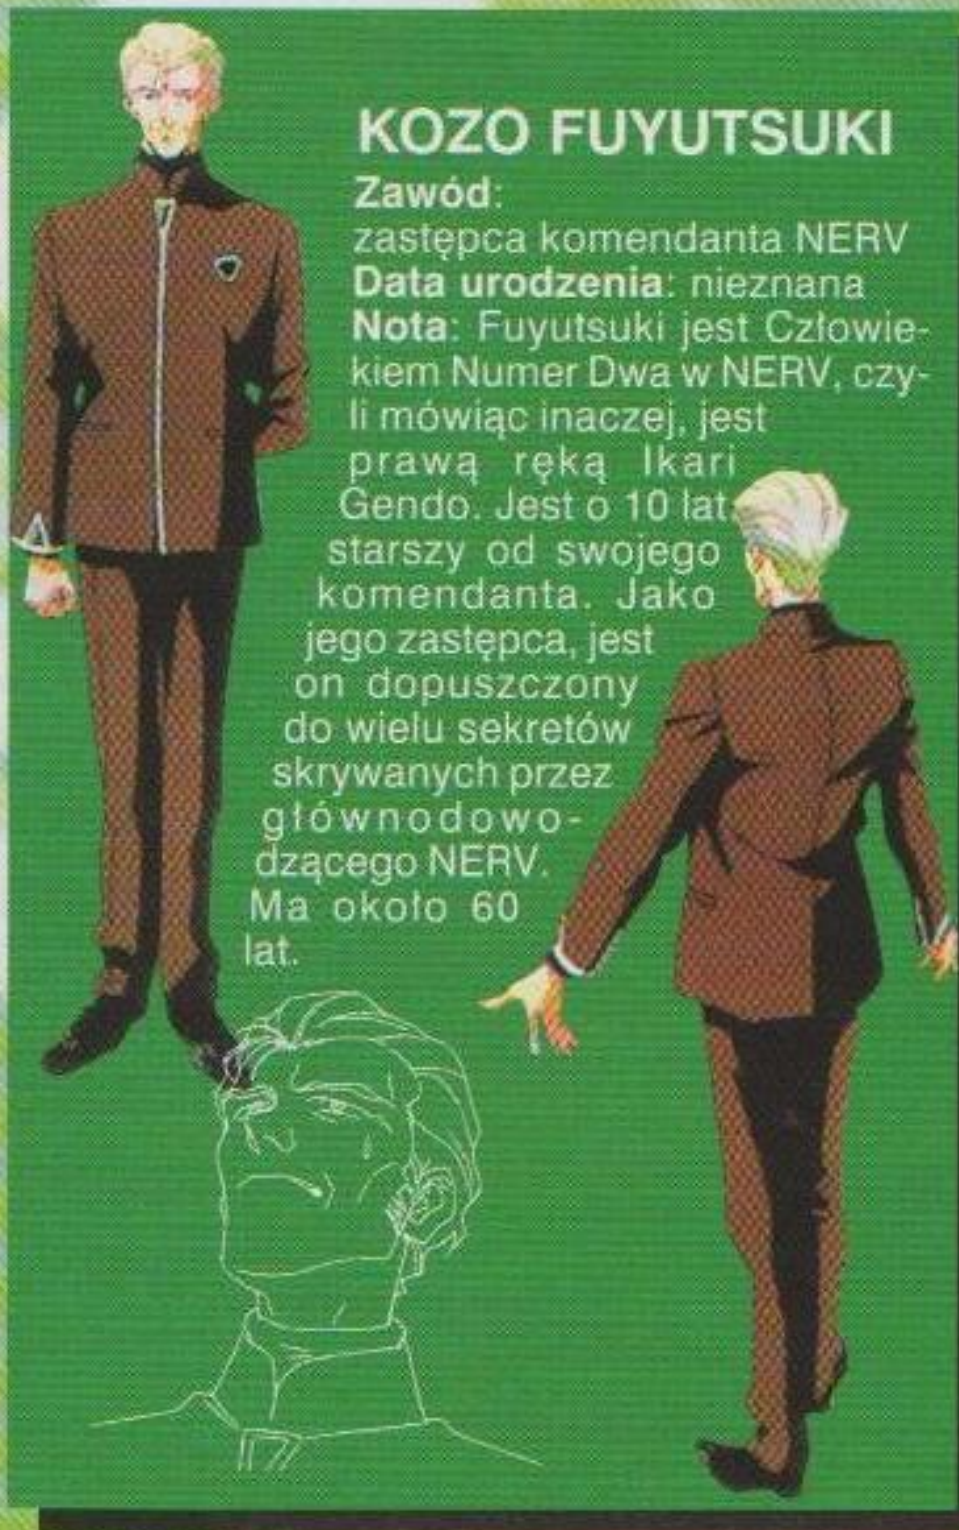 KOZO FUYUTSUKI
Zawód:
zastępca komendanta NERV
Data urodzenia: nieznana
Nota: Fuyutsuki jest Człowie-
kiem Numer Dwa w NERV, czy-
li mówiąc inaczej, jest
prawą ręką Ikari
Gendo. Jest o 10 lat
starszy od swojego
komendanta. Jako
jego zastępca, jest
on dopuszczony
do wielu sekretów
skrywanych przez
głównodowo-
dzącego NERV.
Ma około 60
lat.